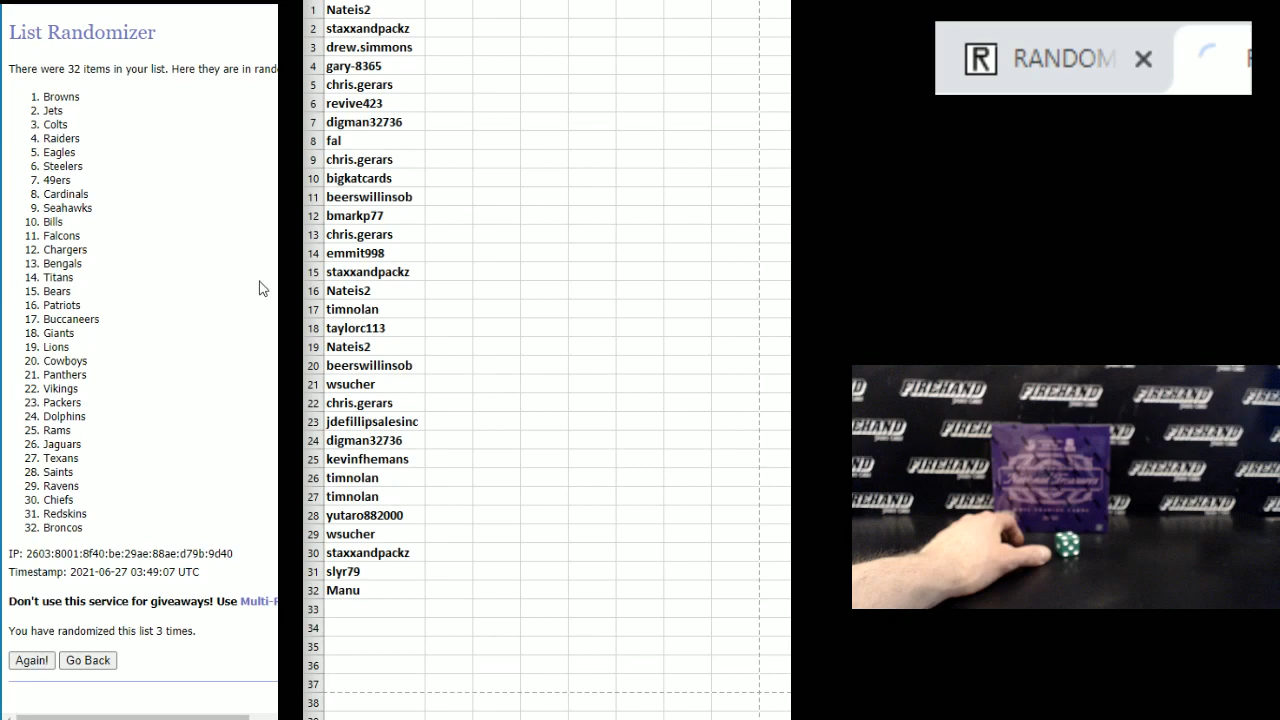 List Randomizer
There were 32 items in your list. Here they are in rand
1. Browns
2. Jets
3. Colts
4. Raiders
5. Eagles
6. Steelers
7. 49ers
8. Cardinals
9. Seahawks
10. Bills
11. Falcons
12. Chargers
13. Bengals
14. Titans
15. Bears
16. Patriots
17. Buccaneers
18. Giants
19. Lions
20. Cowboys
21. Panthers
22. Vikings
23. Packers
24. Dolphins
25. Rams
26. Jaguars
27. Texans
28. Saints
29. Ravens
30. Chiefs
31. Redskins
32. Broncos
IP: 2603:8001:8f40:be:29ae:88ae:d79b:9d40
Timestamp: 2021-06-27 03:49:07 UTC
Don't use this service for giveaways! Use Multi-R
You have randomized this list 3 times.
Again! Go Back
1 Nateis2
2 staxxandpackz
3 drew.simmons
4 gary-8365
5 chris.gerars
6 revive423
7 digman32736
8 fal
9 chris.gerars
10 bigkatcards
11 beerswillinsob
12 bmarkp77
13 chris.gerars
14 emmit998
15 staxxandpackz
16 Nateis2
17 timnolan
18 taylorc113
19 Nateis2
20 beerswillinsob
21 wsucher
22 chris.gerars
23 jdefillipsalesinc
24 digman32736
25 kevinfhemans
26 timnolan
27 timnolan
28 yutaro882000
29 wsucher
30 staxxandpackz
31 slyr79
32 Manu
33
34
35
36
37
38
R RANDOM
FIREHAND FIREHAND FIREHAND
FIREHAND
National Treasures